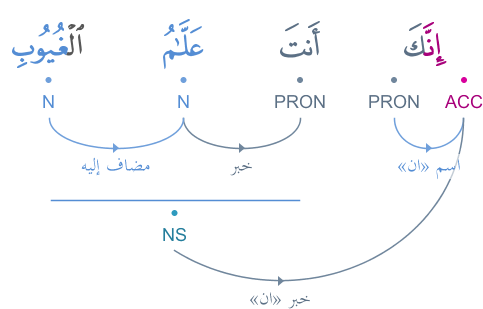 إِنَّكَ أَنتَ عَلَّـٰمُ ٱلْغُيُوبِ
ACC PRON PRON N N
اسم «ان» خبر مضاف إليه
NS
خبر «ان»